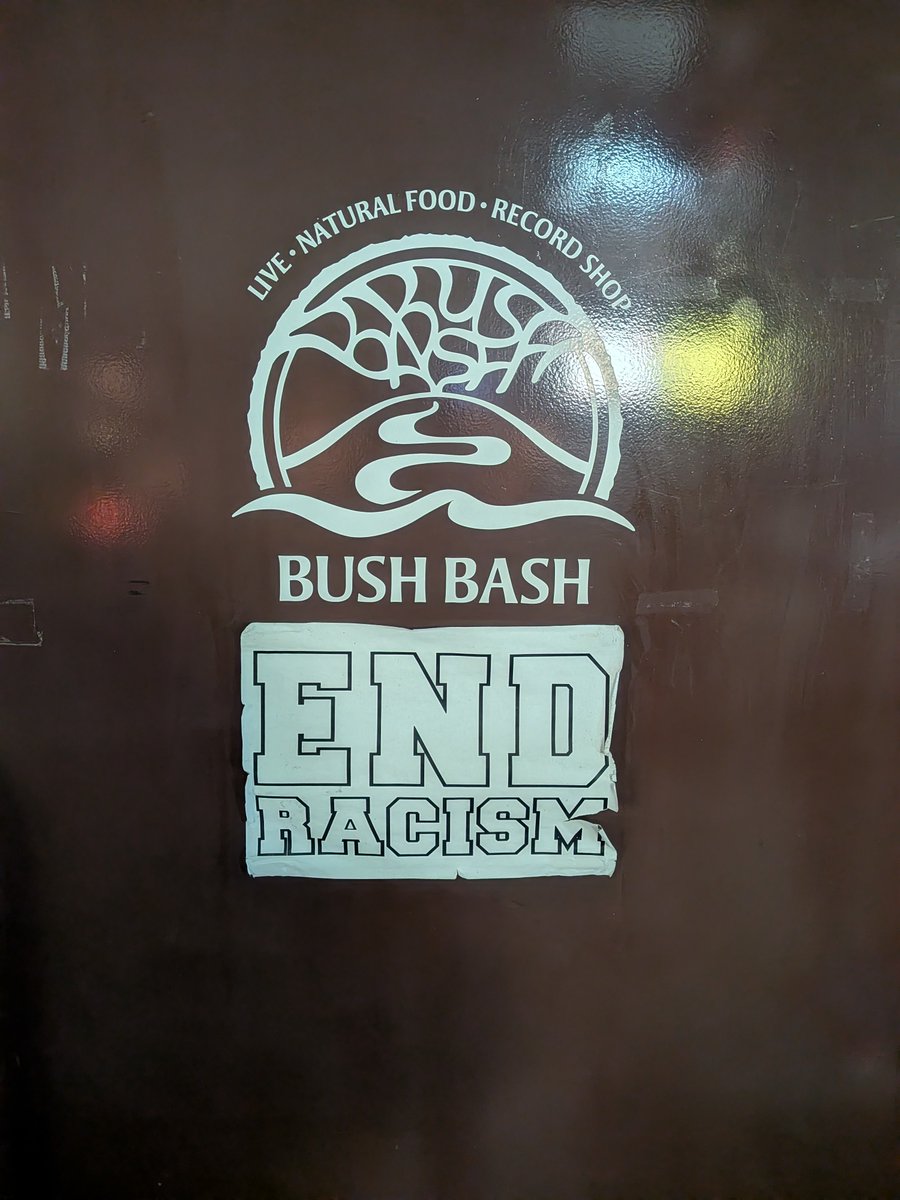 LIVE • NATURAL FOOD • RECORD SHOP
BUSH
BASH
BUSH BASH
END
RACISM